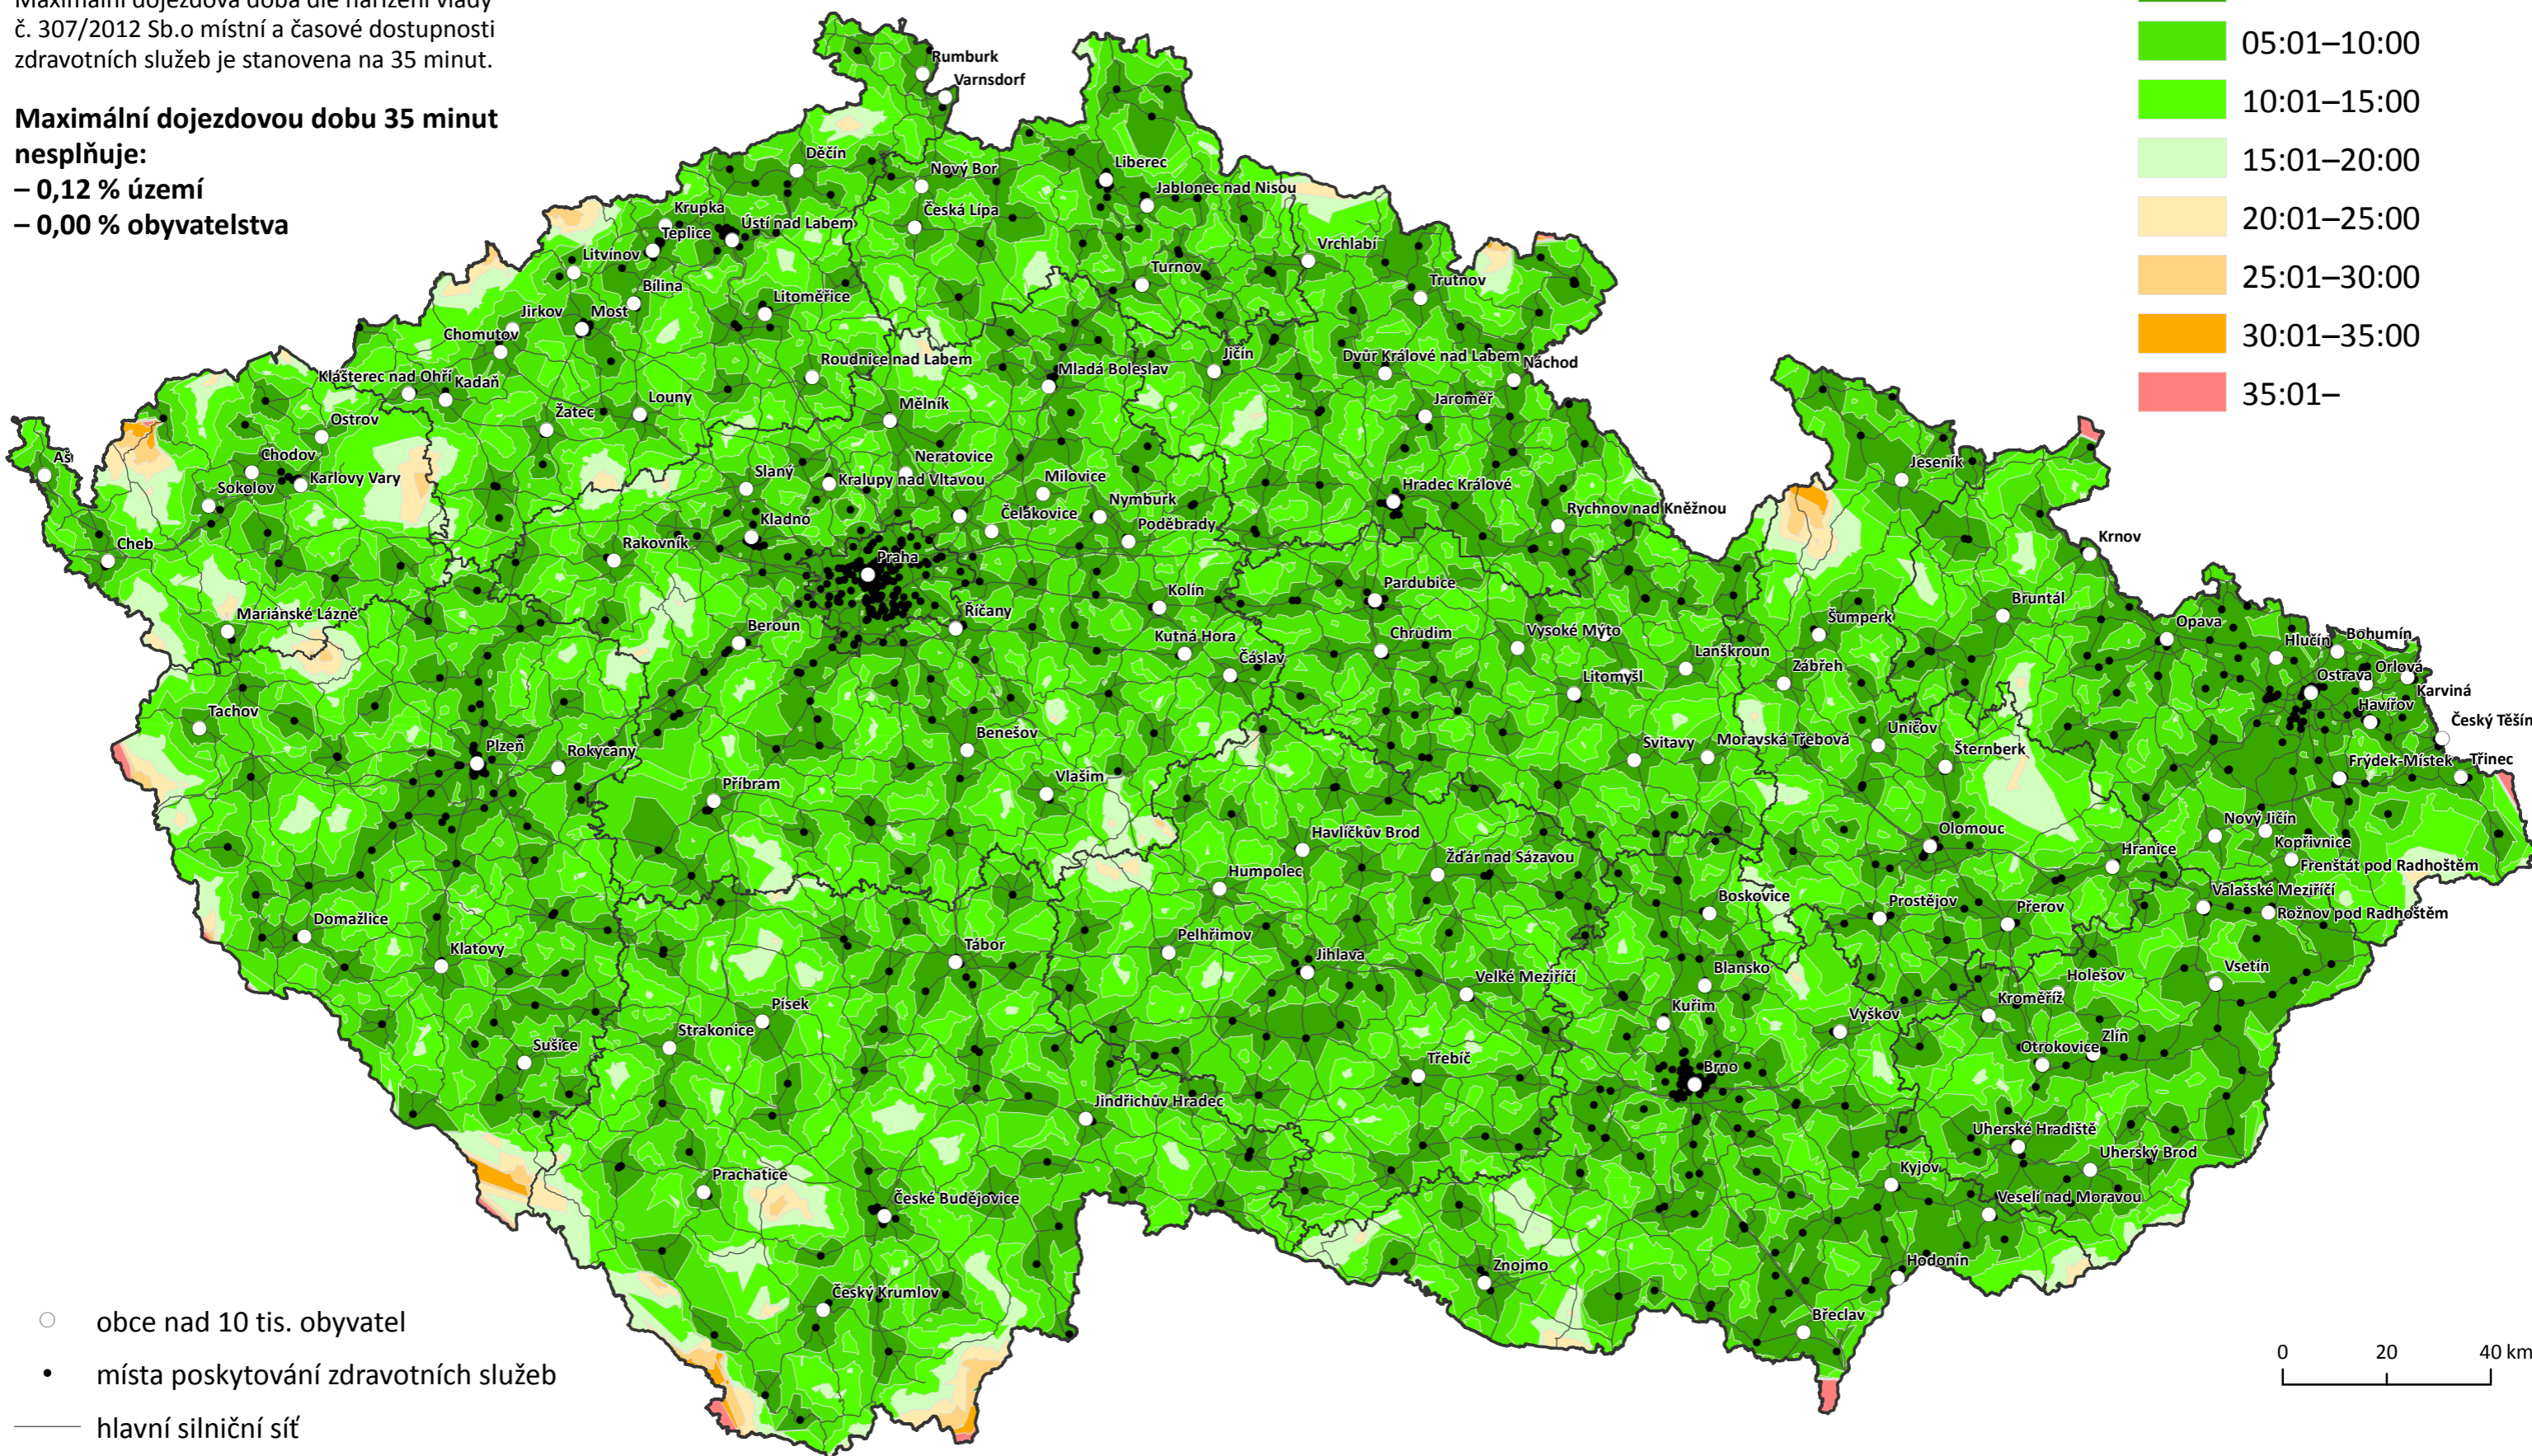 Maximální dojezdová doba dle nařízení vlády
č. 307/2012 Sb.o místní a časové dostupnosti
zdravotních služeb je stanovena na 35 minut.
Maximální dojezdovou dobu 35 minut
nesplňuje:
– 0,12 % území
– 0,00 % obyvatelstva
05:01–10:00
10:01–15:00
15:01–20:00
20:01–25:00
25:01–30:00
30:01–35:00
35:01–
Rumburk
Varnsdorf
Děčín
Nový Bor
Liberec
Jablonec nad Nisou
Krupka
Ústí nad Labem
Česká Lípa
Teplice
Litvínov
Vrchlabí
Turnov
Trutnov
Bílina
Litoměřice
Jirkov
Most
Chomutov
Roudnice nad Labem
Jičín
Dvůr Králové nad Labem
Náchod
Mladá Boleslav
Klášterec nad Ohří
Kadaň
Louny
Mělník
Jaroměř
Žatec
Ostrov
Aš
Chodov
Karlovy Vary
Sokolov
Slaný
Neratovice
Kralupy nad Vltavou
Milovice
Hradec Králové
Jeseník
Nymburk
Rychnov nad Kněžnou
Čelákovice
Kladno
Poděbrady
Cheb
Rakovník
Praha
Krnov
Pardubice
Kolín
Mariánské Lázně
Říčany
Bruntál
Šumperk
Opava
Beroun
Kutná Hora
Chrudim
Vysoké Mýto
Hlučín
Bohumín
Čáslav
Lanškroun
Zábřeh
Orlová
Litomyšl
Ostrava
Karviná
Havířov
Tachov
Český Těšín
Benešov
Uničov
Plzeň
Rokycany
Svitavy
Moravská Třebová
Šternberk
Frýdek-Místek
Třinec
Vlašim
Příbram
Nový Jičín
Havlíčkův Brod
Olomouc
Kopřivnice
Hranice
Žďár nad Sázavou
Frenštát pod Radhoštěm
Humpolec
Valašské Meziříčí
Boskovice
Prostějov
Přerov
Rožnov pod Radhoštěm
Domažlice
Klatovy
Tábor
Pelhřimov
Jihlava
Velké Meziříčí
Blansko
Holešov
Vsetín
Kroměříž
Písek
Kuřim
Vyškov
Strakonice
Zlín
Sušice
Otrokovice
Třebíč
Brno
Jindřichův Hradec
Uherské Hradiště
Uherský Brod
Kyjov
Prachatice
České Budějovice
Veselí nad Moravou
Hodonín
Znojmo
Český Krumlov
Břeclav
obce nad 10 tis. obyvatel
místa poskytování zdravotních služeb
hlavní silniční síť
0 20 40 km